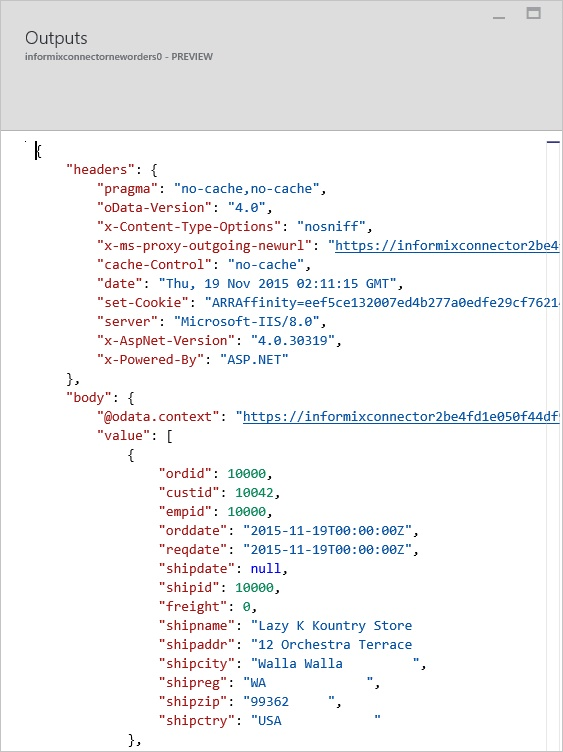 Outputs
informixconnectorneworders0 - PREVIEW
{
"headers": {
"pragma": "no-cache,no-cache",
"oData-Version": "4.0",
"x-Content-Type-Options": "nosniff",
"x-ms-proxy-outgoing-newurl": "https://informixconnector2be4
"cache-Control": "no-cache",
"date": "Thu, 19 Nov 2015 02:11:15 GMT",
"set-Cookie": "ARRAffinity=eef5ce132007ed4b277a0edfe29cf7621
"server": "Microsoft-IIS/8.0",
"x-AspNet-Version": "4.0.30319",
"x-Powered-By": "ASP.NET"
},
"body": {
"@odata.context": "https://informixconnector2be4fd1e050f44df
"value": [
{
"ordid": 10000,
"custid": 10042,
"empid": 10000,
"orddate": "2015-11-19T00:00:00Z",
"reqdate": "2015-11-19T00:00:00Z",
"shipdate": null,
"shipid": 10000,
"freight": 0,
"shipname": "Lazy K Kountry Store
"shipaddr": "12 Orchestra Terrace
"shipcity": "Walla Walla         ",
"shipreg": "WA             ",
"shipzip": "99362     ",
"shipctry": "USA            "
},